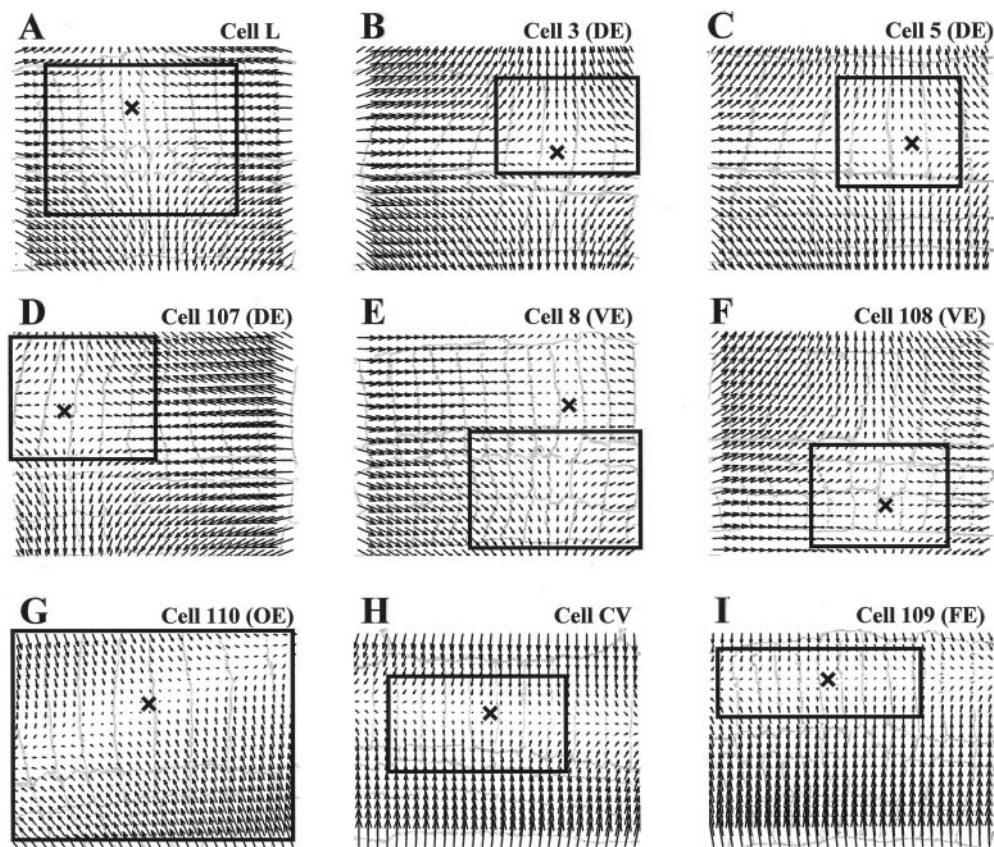 A Cell L
B Cell 3 (DE)
C Cell 5 (DE)
D Cell 107 (DE)
E Cell 8 (VE)
F Cell 108 (VE)
G Cell 110 (OE)
H Cell CV
I Cell 109 (FE)